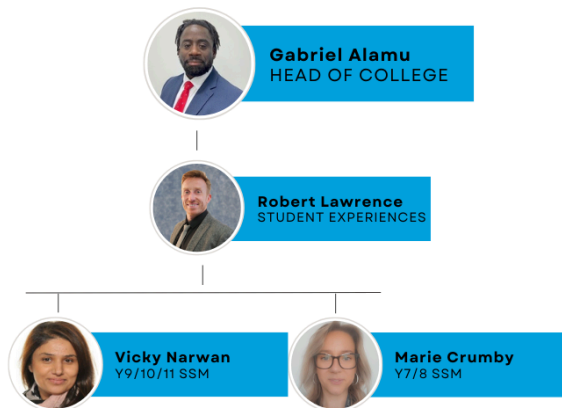 Gabriel Alamu
HEAD OF COLLEGE
Robert Lawrence
STUDENT EXPERIENCES
Vicky Narwan
Y9/10/11 SSM
Marie Crumby
Y7/8 SSM